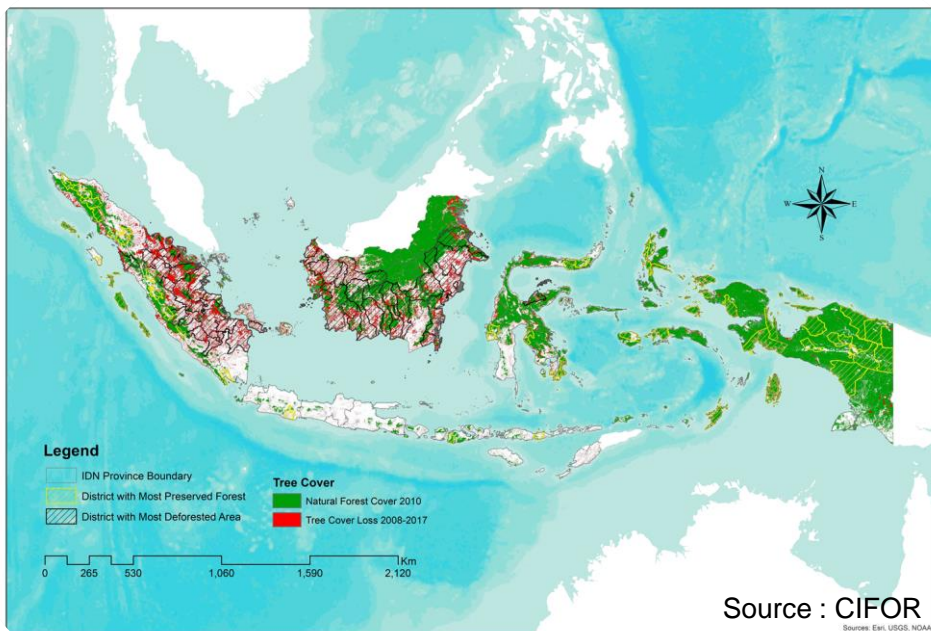 N
W E
S
Legend
IDN Province Boundary
District with Most Preserved Forest
District with Most Deforested Area
Tree Cover
Natural Forest Cover 2010
Tree Cover Loss 2008-2017
Km
0 265 530 1,060 1,590 2,120
Source : CIFOR
Sources: Esri, USGS, NOAA